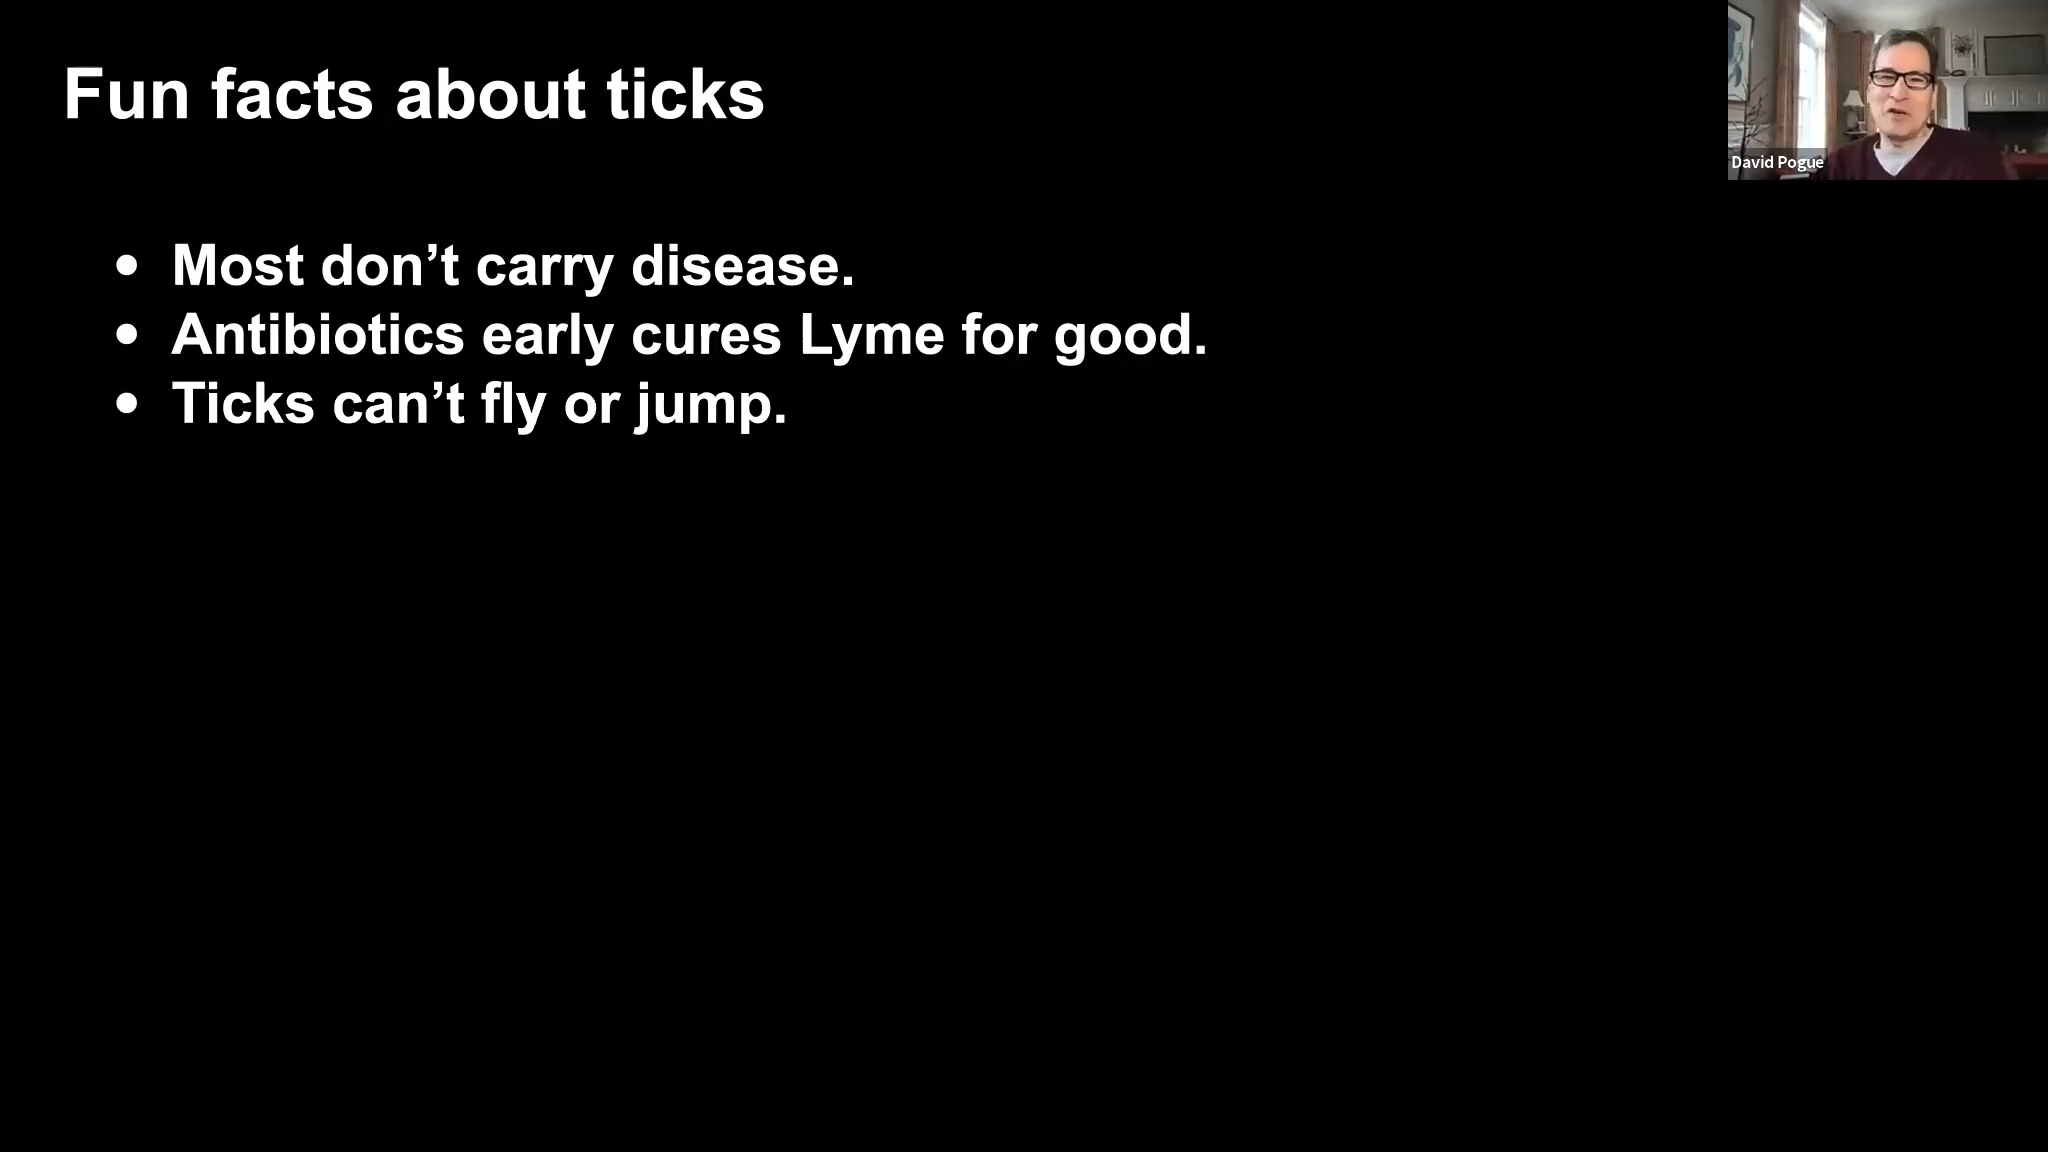 Fun facts about ticks
David Pogue
• Most don’t carry disease.
• Antibiotics early cures Lyme for good.
• Ticks can’t fly or jump.